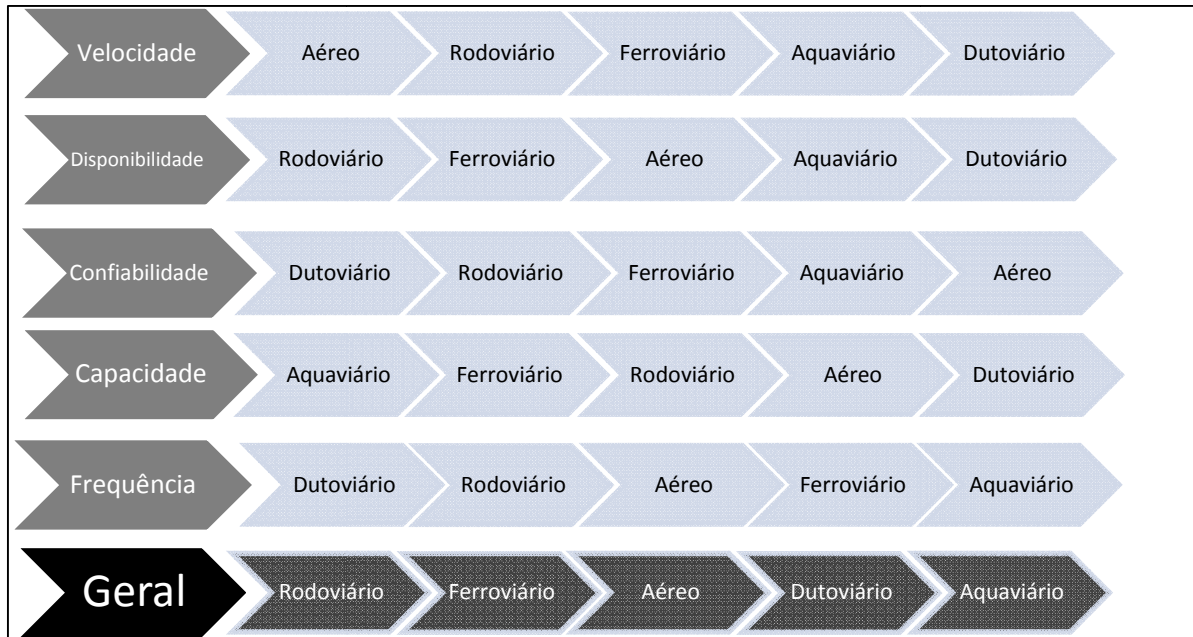 Velocidade Aéreo Rodoviário Ferroviário Aquaviário Dutoviário
Disponibilidade Rodoviário Ferroviário Aéreo Aquaviário Dutoviário
Confiabilidade Dutoviário Rodoviário Ferroviário Aquaviário Aéreo
Capacidade Aquaviário Ferroviário Rodoviário Aéreo Dutoviário
Frequência Dutoviário Rodoviário Aéreo Ferroviário Aquaviário
Geral Rodoviário Ferroviário Aéreo Dutoviário Aquaviário